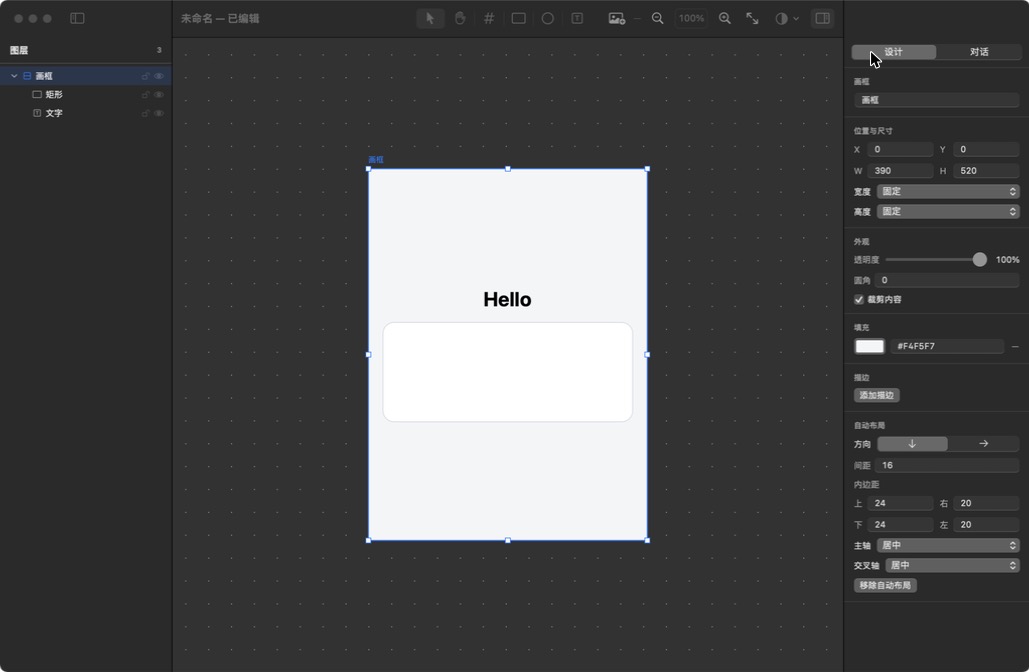 未命名 — 已编辑
100%
图层 3
画框
矩形
文字
画框
Hello
设计 对话
画框
画框
位置与尺寸
X 0 Y 0
W 390 H 520
宽度 固定
高度 固定
外观
透明度 100%
圆角 0
裁剪内容
填充
#F4F5F7
描边
添加描边
自动布局
方向 ↓ →
间距 16
内边距
上 24 右 20
下 24 左 20
主轴 居中
交叉轴 居中
移除自动布局